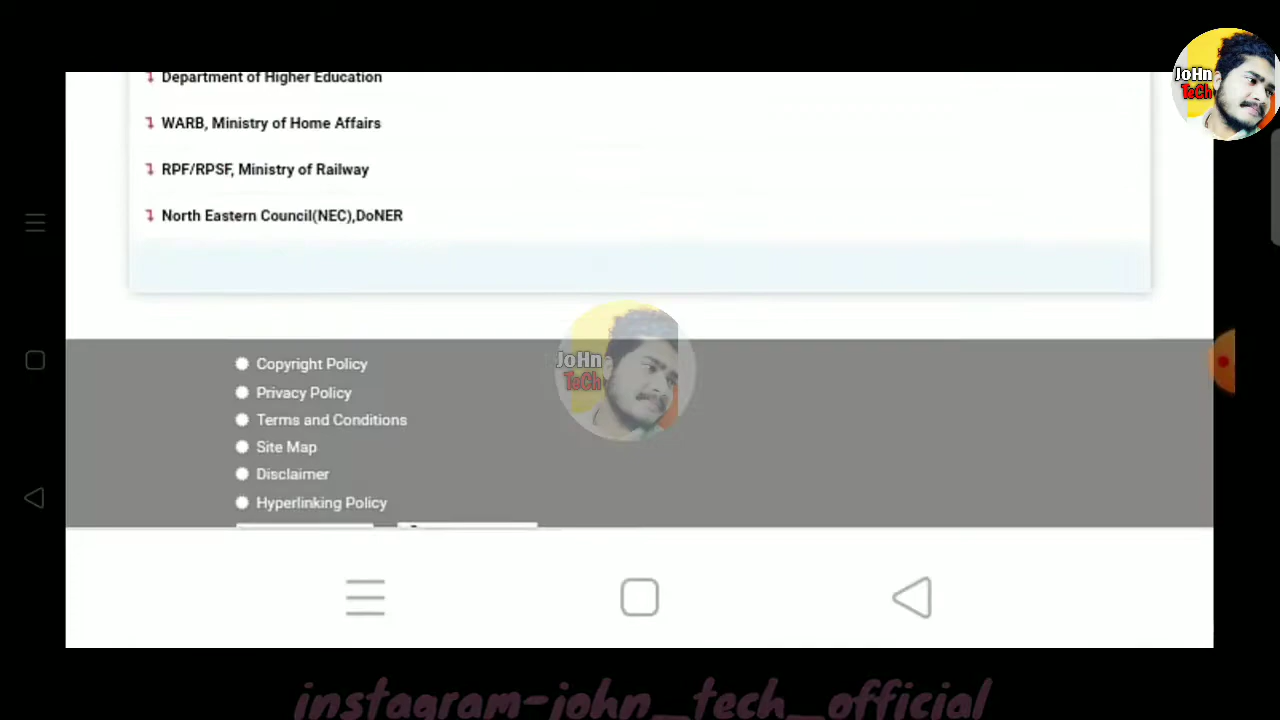 Department of Higher Education
WARB, Ministry of Home Affairs
RPF/RPSF, Ministry of Railway
North Eastern Council(NEC),DoNER
Copyright Policy
Privacy Policy
Terms and Conditions
Site Map
Disclaimer
Hyperlinking Policy
JoHn
TeCh
JoHn
TeCh
instagram-john_tech_official